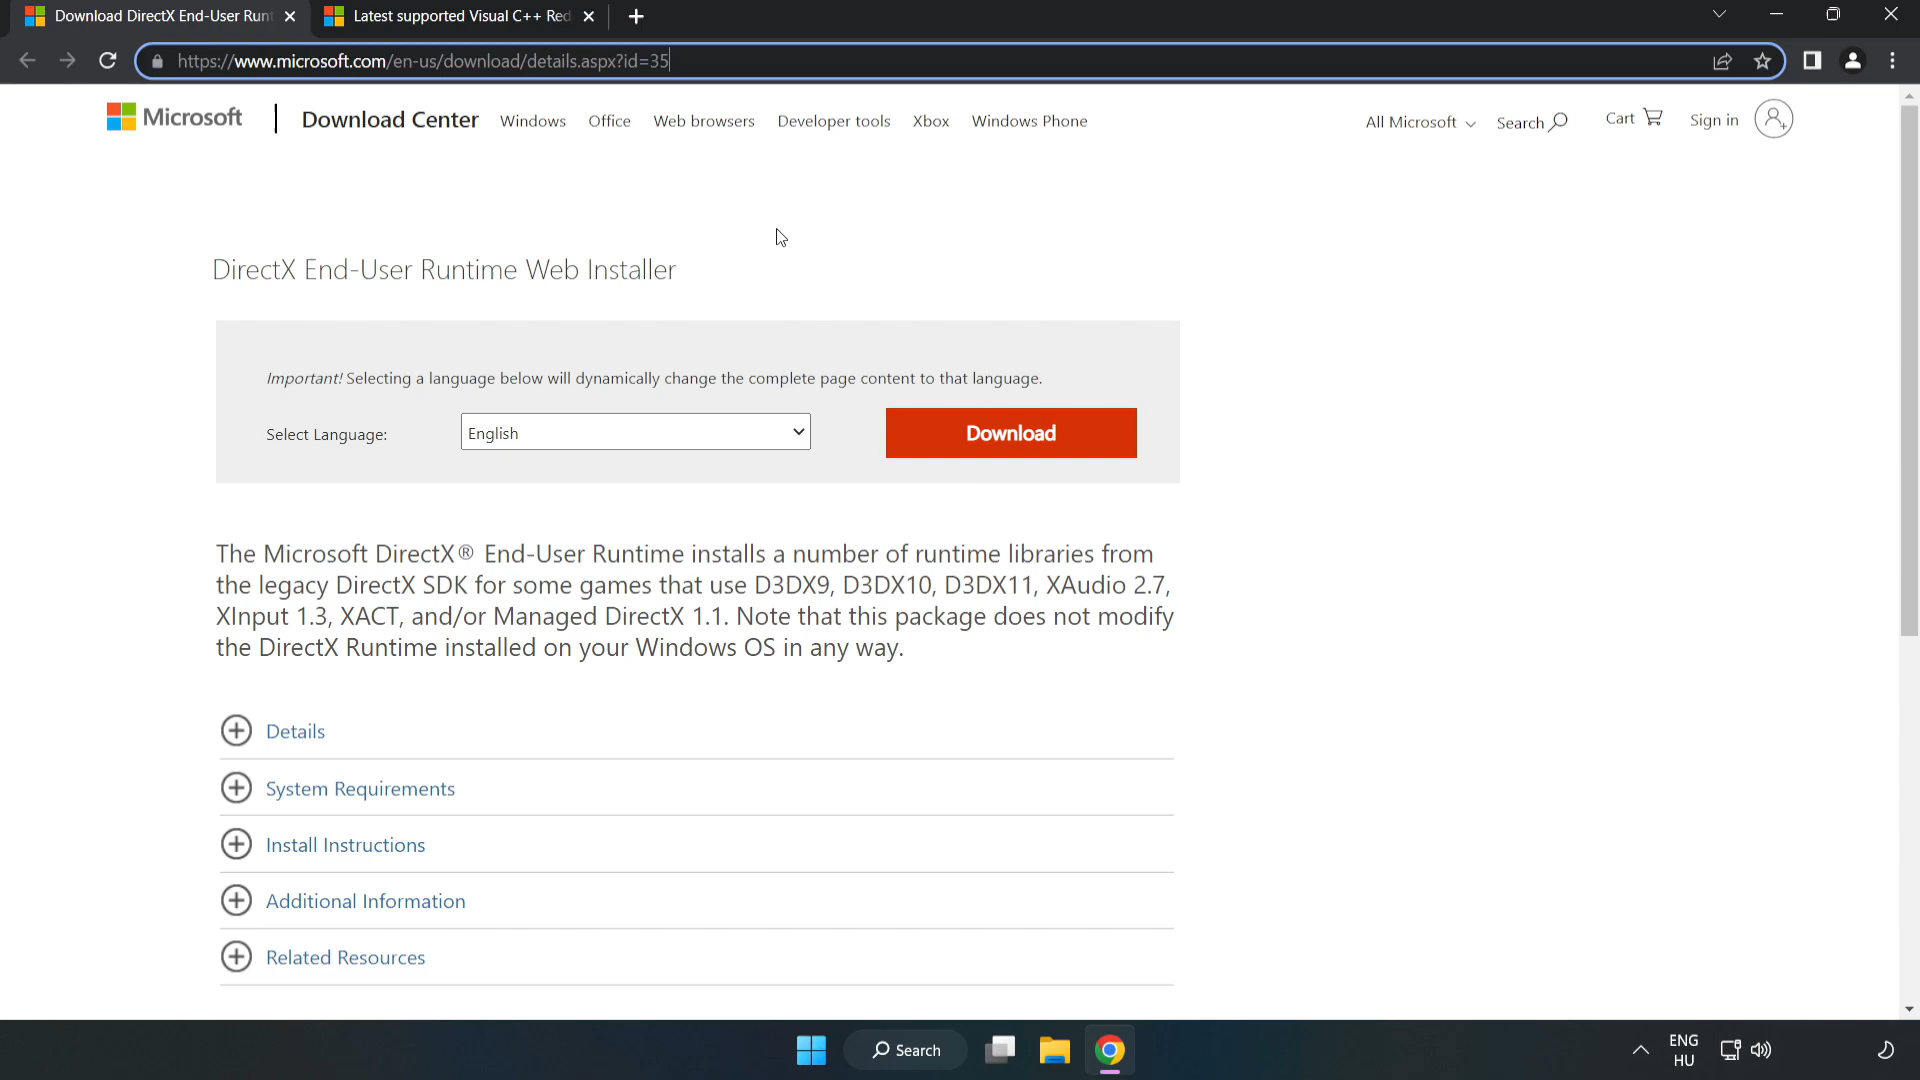 Download DirectX End-User Runt
Latest supported Visual C++ Red
https://www.microsoft.com/en-us/download/details.aspx?id=35
Microsoft
Download Center
Windows
Office
Web browsers
Developer tools
Xbox
Windows Phone
All Microsoft
Search
Cart
Sign in
DirectX End-User Runtime Web Installer
Important! Selecting a language below will dynamically change the complete page content to that language.
Select Language:
English
Download
The Microsoft DirectX® End-User Runtime installs a number of runtime libraries from
the legacy DirectX SDK for some games that use D3DX9, D3DX10, D3DX11, XAudio 2.7,
XInput 1.3, XACT, and/or Managed DirectX 1.1. Note that this package does not modify
the DirectX Runtime installed on your Windows OS in any way.
Details
System Requirements
Install Instructions
Additional Information
Related Resources
Search
ENG
HU